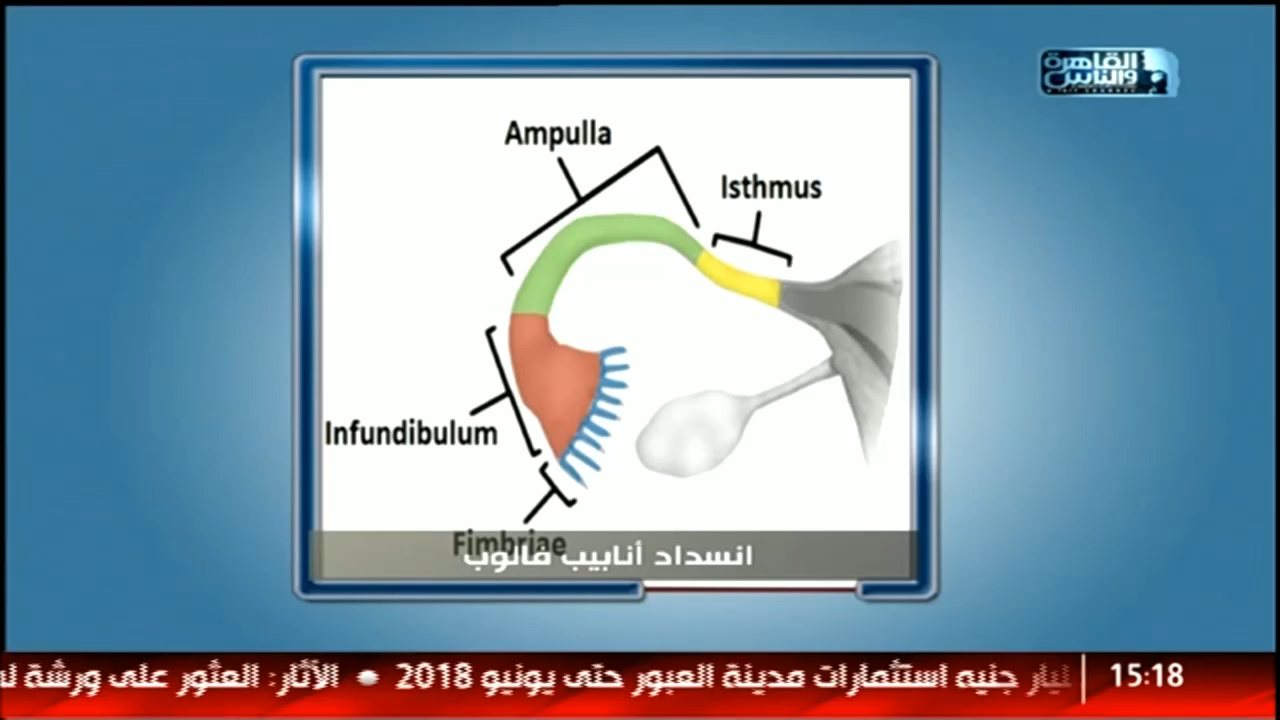 القاهرة
والناس
Ampulla
Isthmus
Infundibulum
Fimbriae
انسداد أنابيب فالوب
جنيه استثمارات مدينة العبور حتى يونيو 2018 • الآثار: العثور على ورشة
15:18